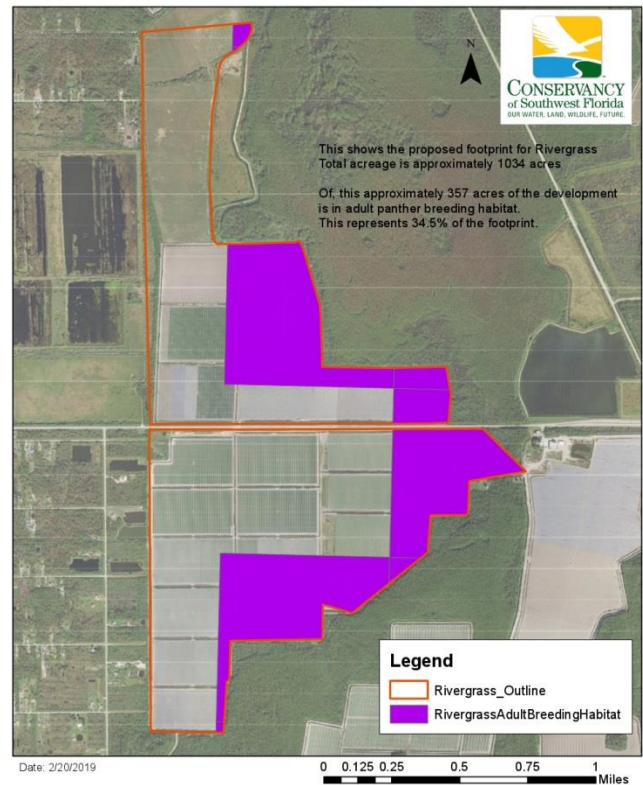 CONSERVANCY
of Southwest Florida
OUR WATER, LAND, WILDLIFE, FUTURE.
N
This shows the proposed footprint for Rivergrass
Total acreage is approximately 1034 acres
Of, this approximately 357 acres of the development
is in adult panther breeding habitat.
This represents 34.5% of the footprint.
Legend
Rivergrass_Outline
RivergrassAdultBreedingHabitat
Date: 2/20/2019
0 0.125 0.25 0.5 0.75 1
Miles